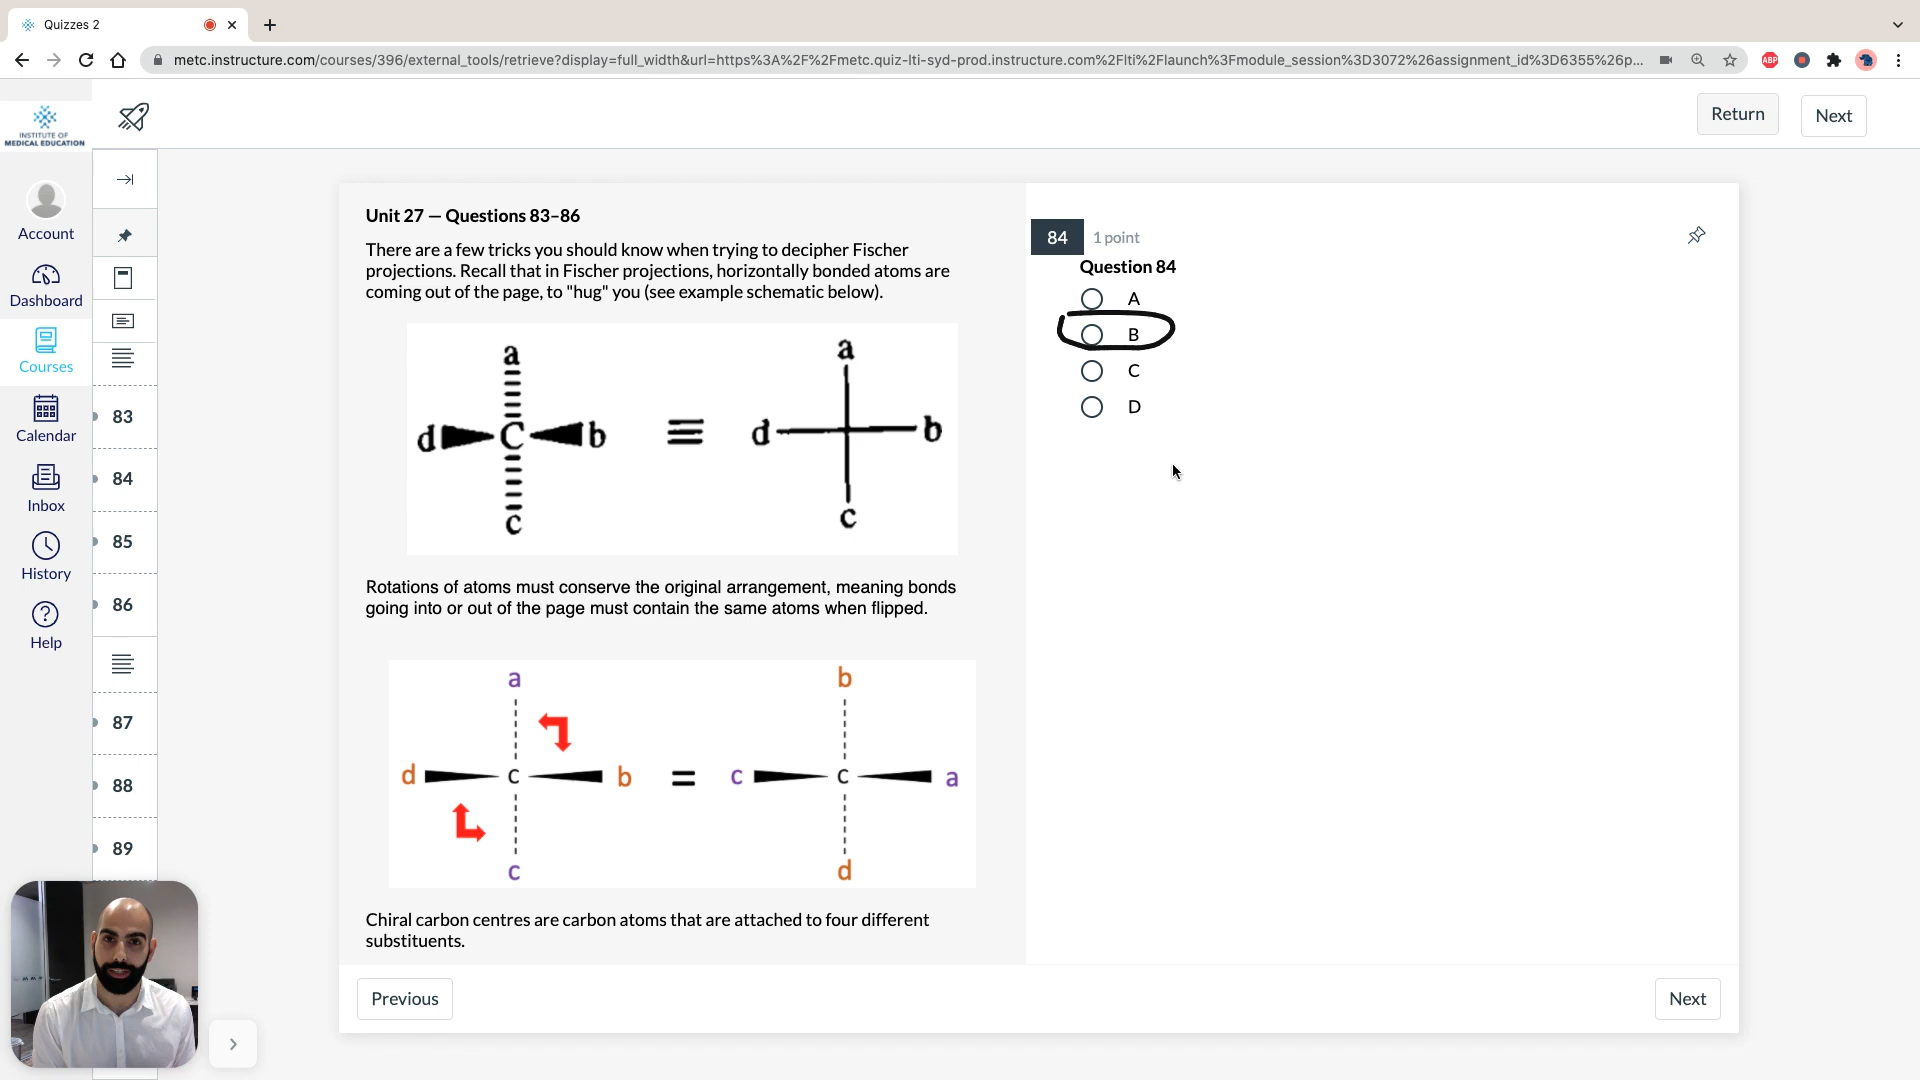 Quizzes 2
metc.instructure.com/courses/396/external_tools/retrieve?display=full_width&url=https%3A%2F%2Fmetc.quiz-lti-syd-prod.instructure.com%2Flti%2Flaunch%3Fmodule_session%3D3072%26assignment_id%3D6355%26p...
ABP
INSTITUTE OF
MEDICAL EDUCATION
Return
Next
Account
Dashboard
Courses
Calendar
Inbox
History
Help
83
84
85
86
87
88
89
Unit 27 – Questions 83–86
There are a few tricks you should know when trying to decipher Fischer
projections. Recall that in Fischer projections, horizontally bonded atoms are
coming out of the page, to "hug" you (see example schematic below).
a
d C b
c
≡
a
d b
c
Rotations of atoms must conserve the original arrangement, meaning bonds
going into or out of the page must contain the same atoms when flipped.
a
d c b
c
=
b
c c a
d
Chiral carbon centres are carbon atoms that are attached to four different
substituents.
84 1 point
Question 84
A
B
C
D
Previous
Next